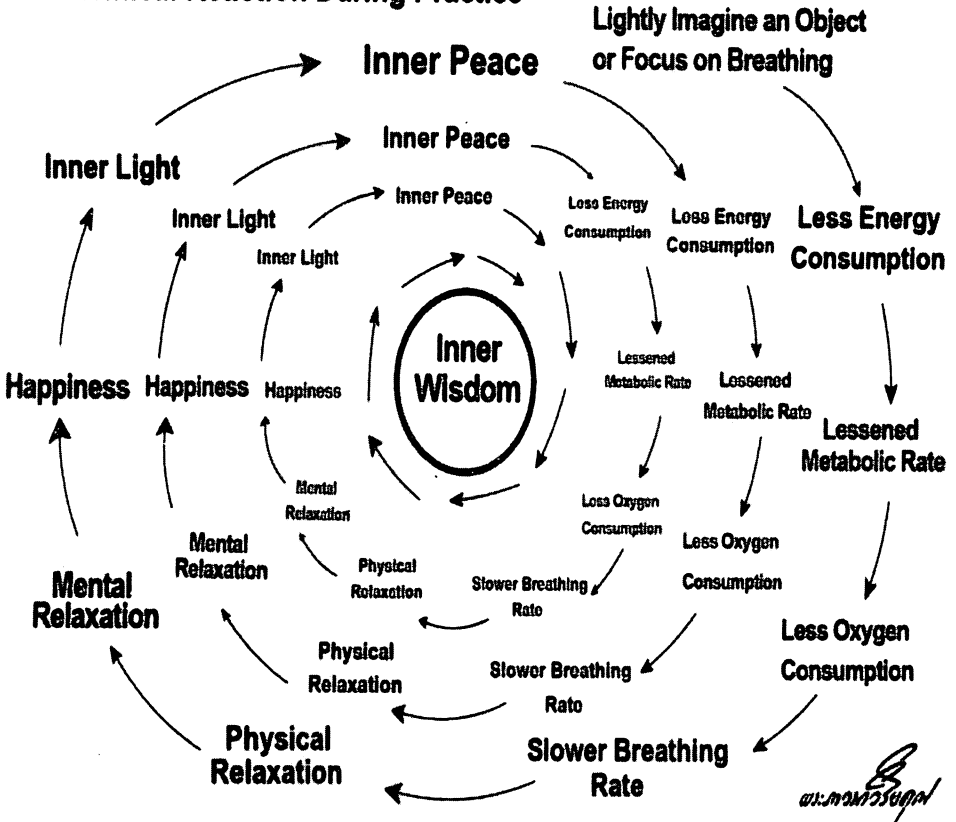 During Practice
Lightly Imagine an Object
or Focus on Breathing
Less Energy
Consumption
Lessened
Metabolic Rate
Less Oxygen
Consumption
Slower Breathing
Rate
Physical
Relaxation
Mental
Relaxation
Happiness
Inner Light
Inner Peace
Less Energy
Consumption
Lessened
Metabolic Rate
Less Oxygen
Consumption
Slower Breathing
Rate
Physical
Relaxation
Mental
Relaxation
Happiness
Inner Light
Inner Peace
Less Energy
Consumption
Lessened
Metabolic Rate
Less Oxygen
Consumption
Slower Breathing
Rate
Physical
Relaxation
Mental
Relaxation
Happiness
Inner Light
Inner Peace
Inner
Wisdom